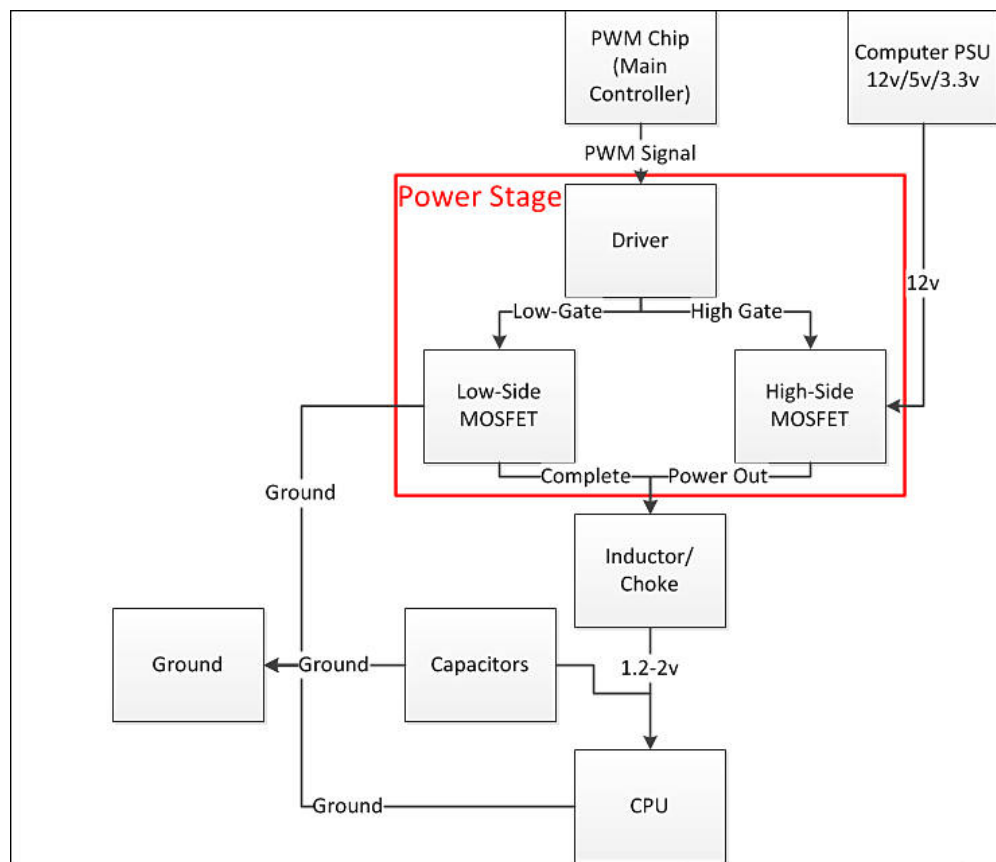 PWM Chip
(Main
Controller)
Computer PSU
12v/5v/3.3v
PWM Signal
Power Stage
Driver
12v
Low-Gate
High Gate
Low-Side
MOSFET
High-Side
MOSFET
Complete
Power Out
Ground
Inductor/
Choke
Ground
Ground
Capacitors
1.2-2v
Ground
CPU